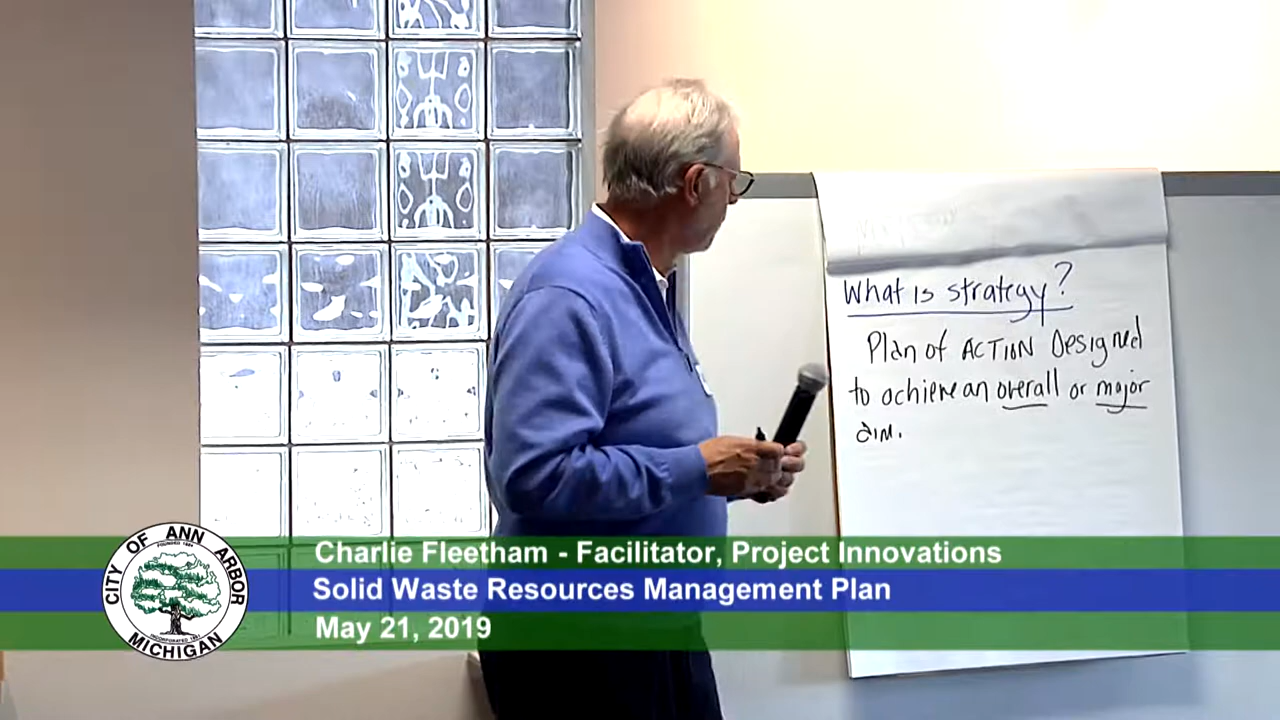 What is strategy?
Plan of ACTION Designed
to achieve an overall or major
aim.
CITY OF ANN ARBOR
MICHIGAN
Charlie Fleetham - Facilitator, Project Innovations
Solid Waste Resources Management Plan
May 21, 2019